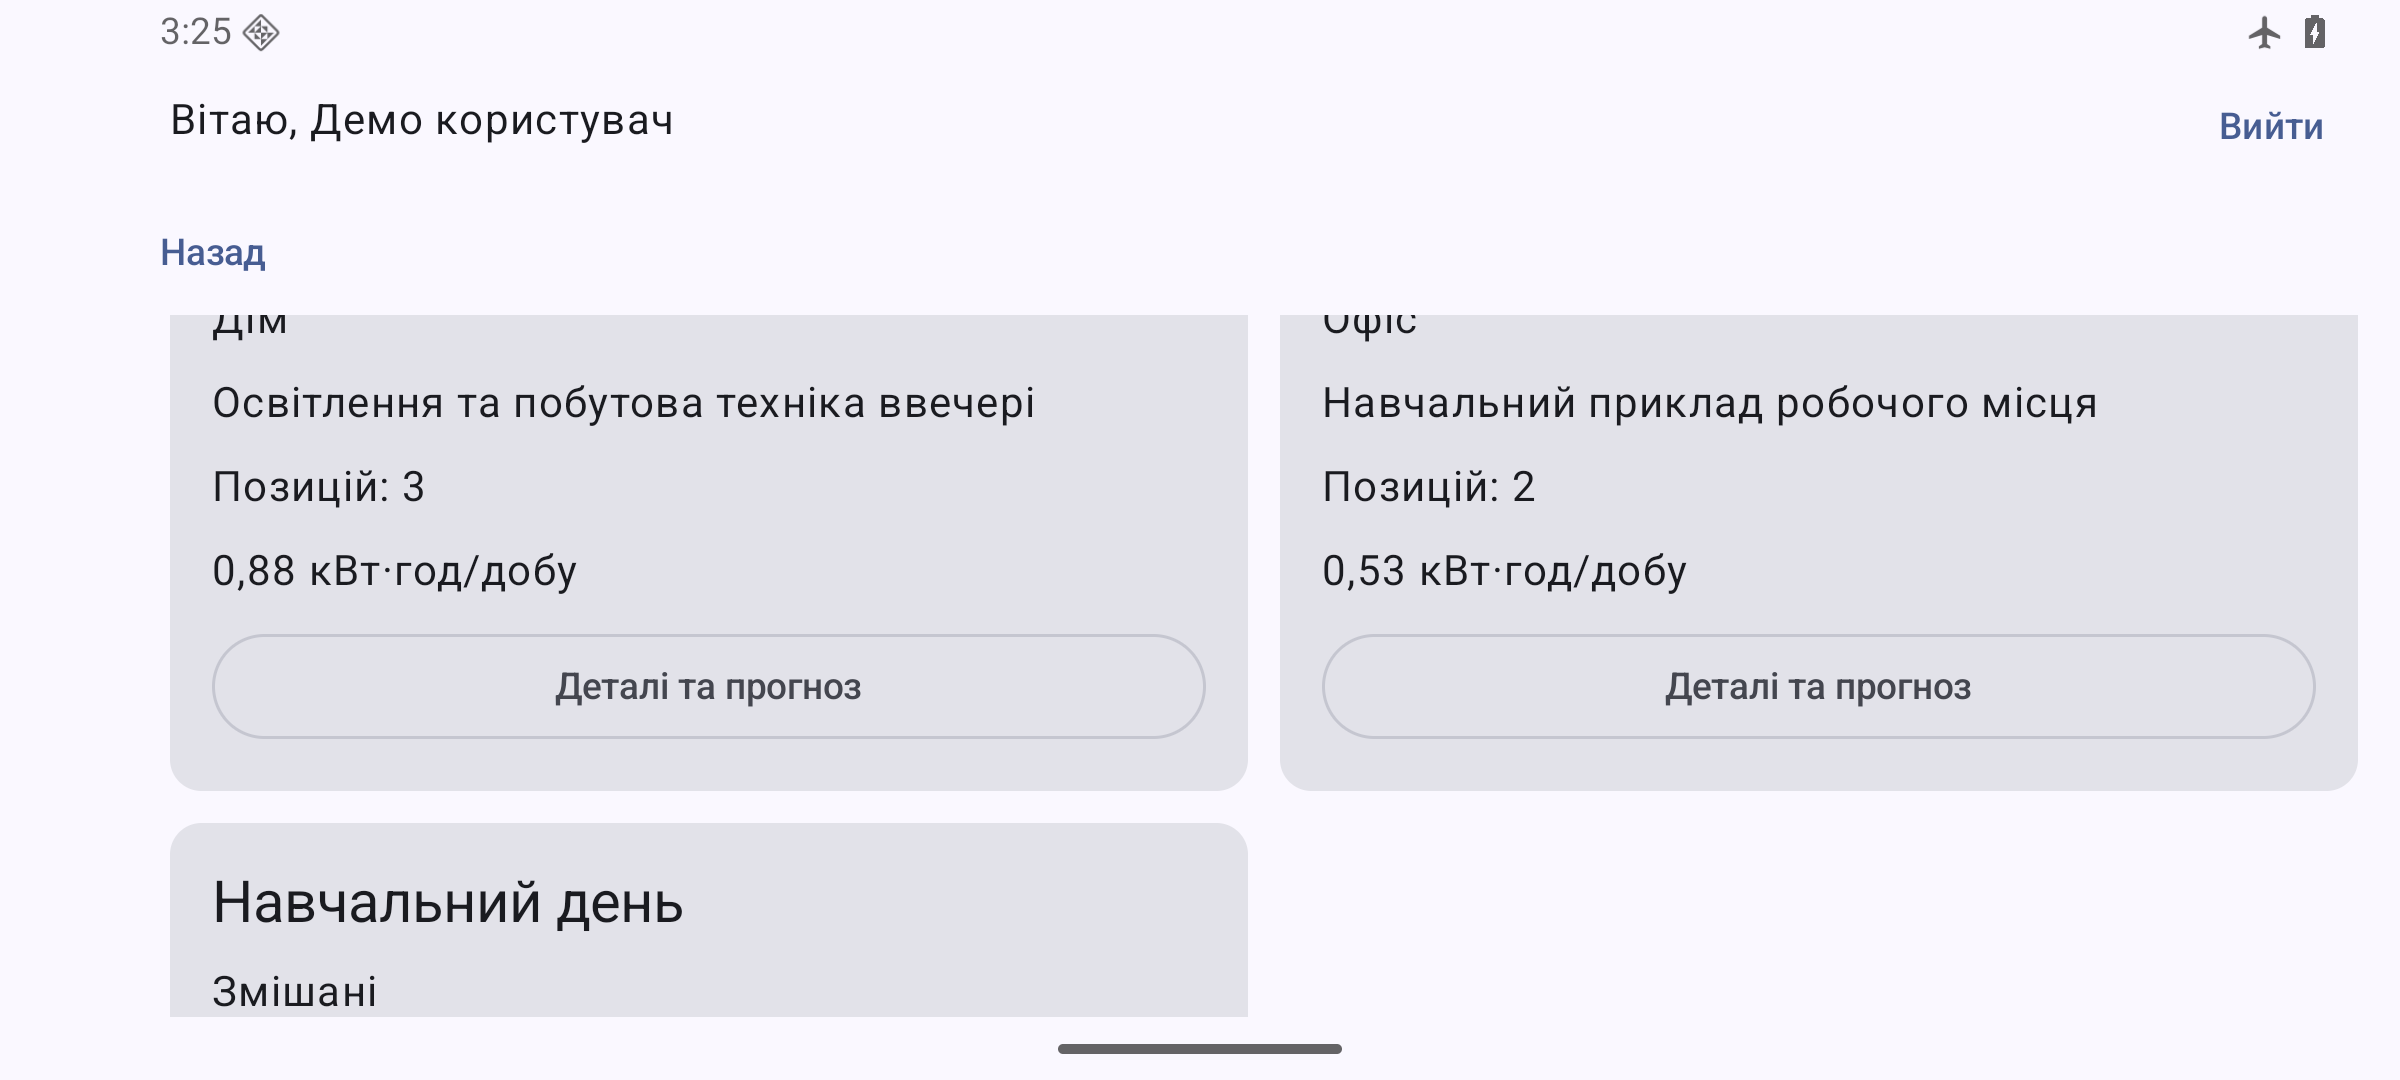 3:25
Вітаю, Демо користувач
Вийти
Назад
Дім
Освітлення та побутова техніка ввечері
Позицій: 3
0,88 кВт·год/добу
Деталі та прогноз
Офіс
Навчальний приклад робочого місця
Позицій: 2
0,53 кВт·год/добу
Деталі та прогноз
Навчальний день
Змішані